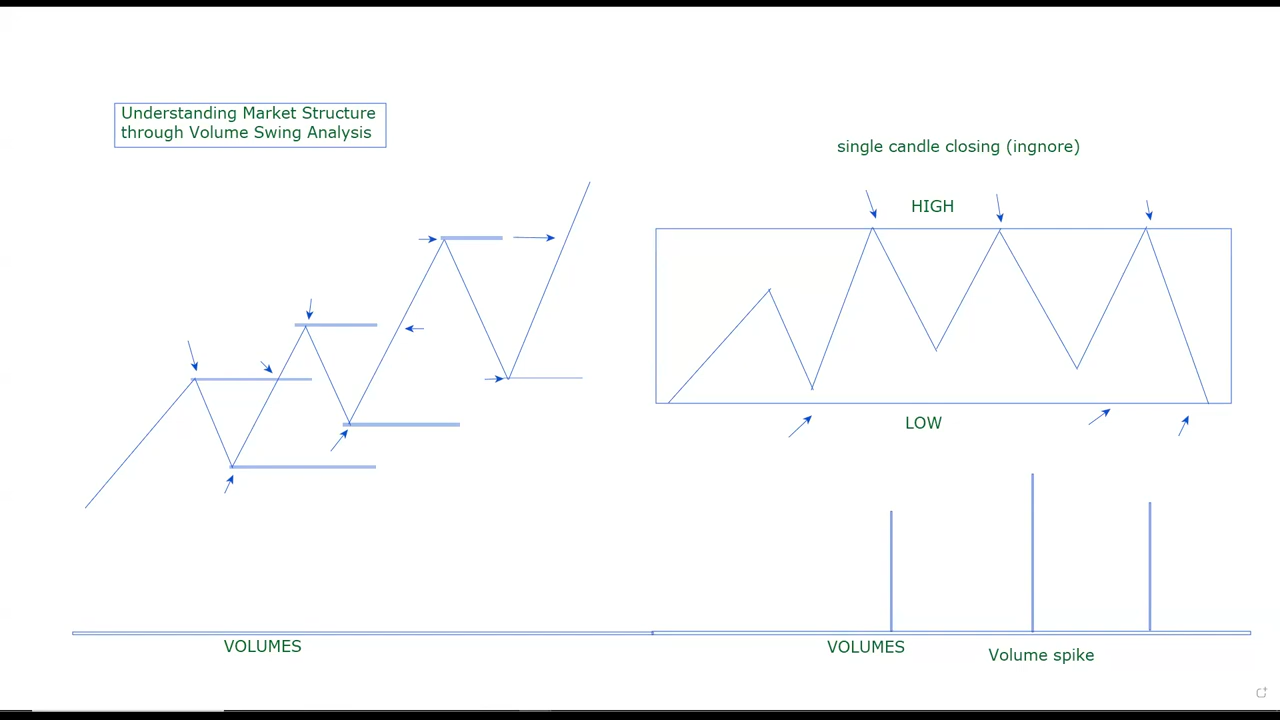 Understanding Market Structure
through Volume Swing Analysis
single candle closing (ingnore)
HIGH
LOW
VOLUMES
VOLUMES
Volume spike